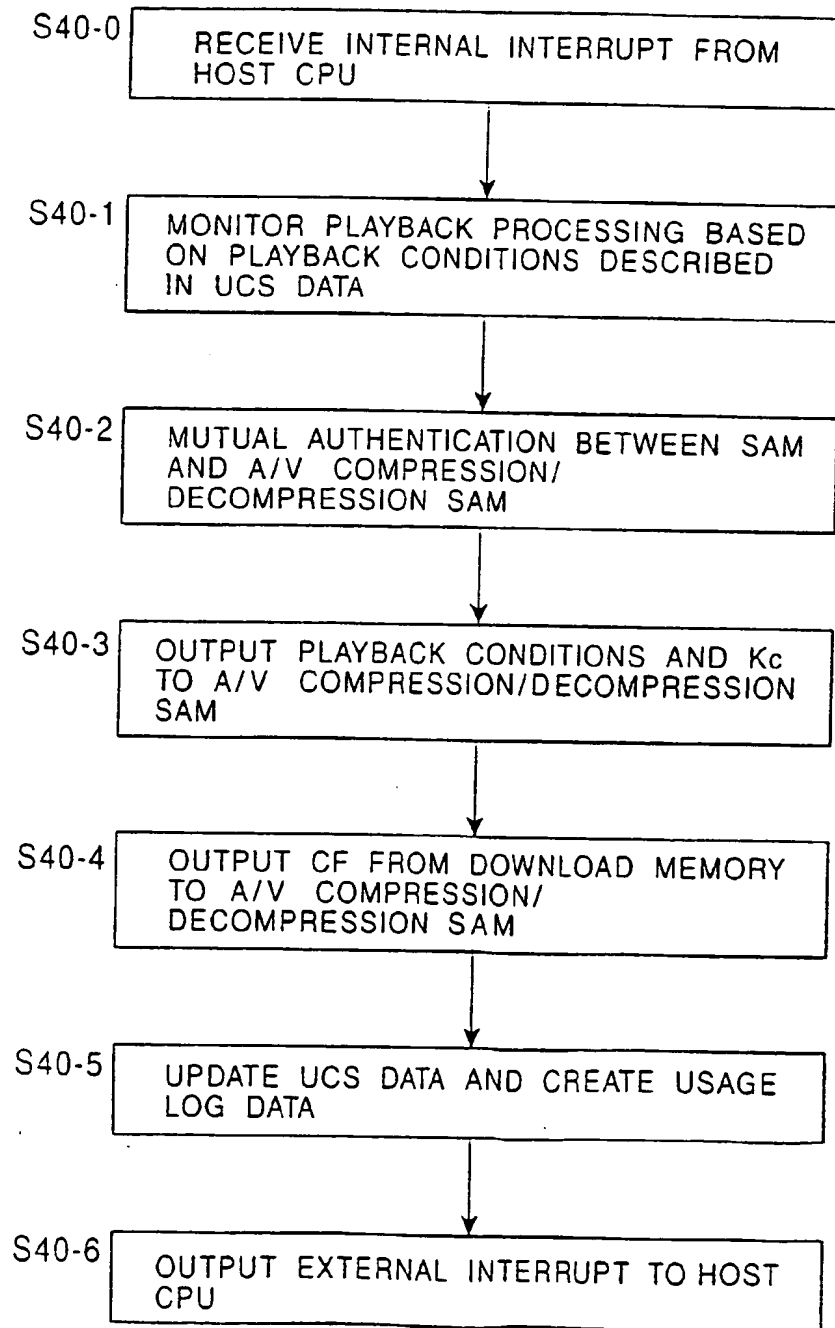 S40-0
RECEIVE INTERNAL INTERRUPT FROM
HOST CPU
S40-1
MONITOR PLAYBACK PROCESSING BASED
ON PLAYBACK CONDITIONS DESCRIBED
IN UCS DATA
S40-2
MUTUAL AUTHENTICATION BETWEEN SAM
AND A/V COMPRESSION/
DECOMPRESSION SAM
S40-3
OUTPUT PLAYBACK CONDITIONS AND Kc
TO A/V COMPRESSION/DECOMPRESSION
SAM
S40-4
OUTPUT CF FROM DOWNLOAD MEMORY
TO A/V COMPRESSION/
DECOMPRESSION SAM
S40-5
UPDATE UCS DATA AND CREATE USAGE
LOG DATA
S40-6
OUTPUT EXTERNAL INTERRUPT TO HOST
CPU